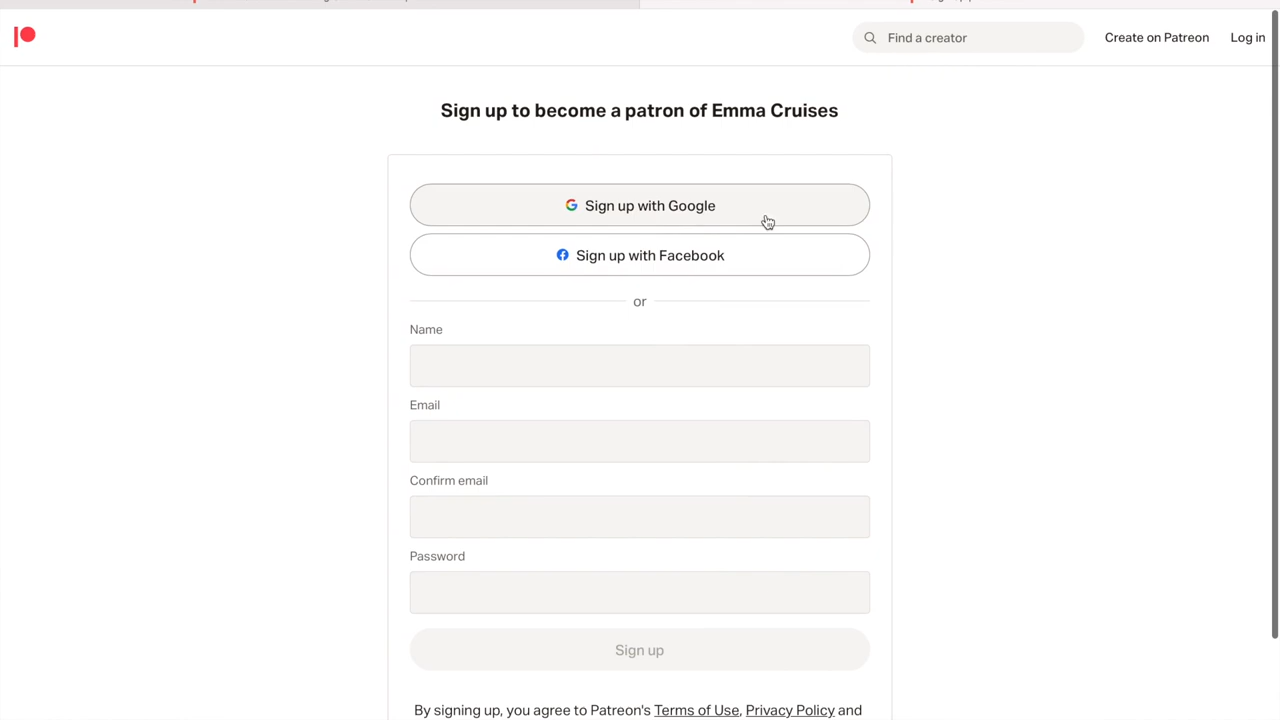 Find a creator
Create on Patreon
Log in
Sign up to become a patron of Emma Cruises
Sign up with Google
Sign up with Facebook
or
Name
Email
Confirm email
Password
Sign up
By signing up, you agree to Patreon's Terms of Use, Privacy Policy and